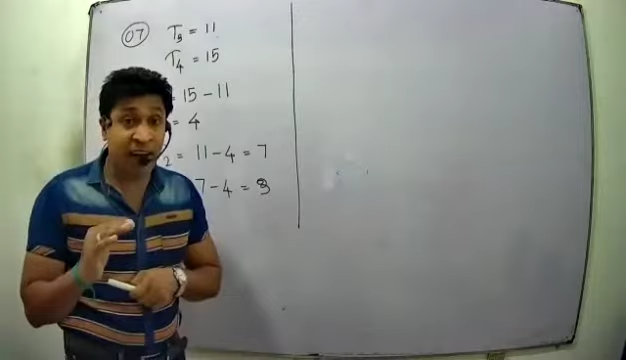 07 T₃ = 11
T₄ = 15
= 15 - 11
= 4
₂ = 11 - 4 = 7
7 - 4 = 3